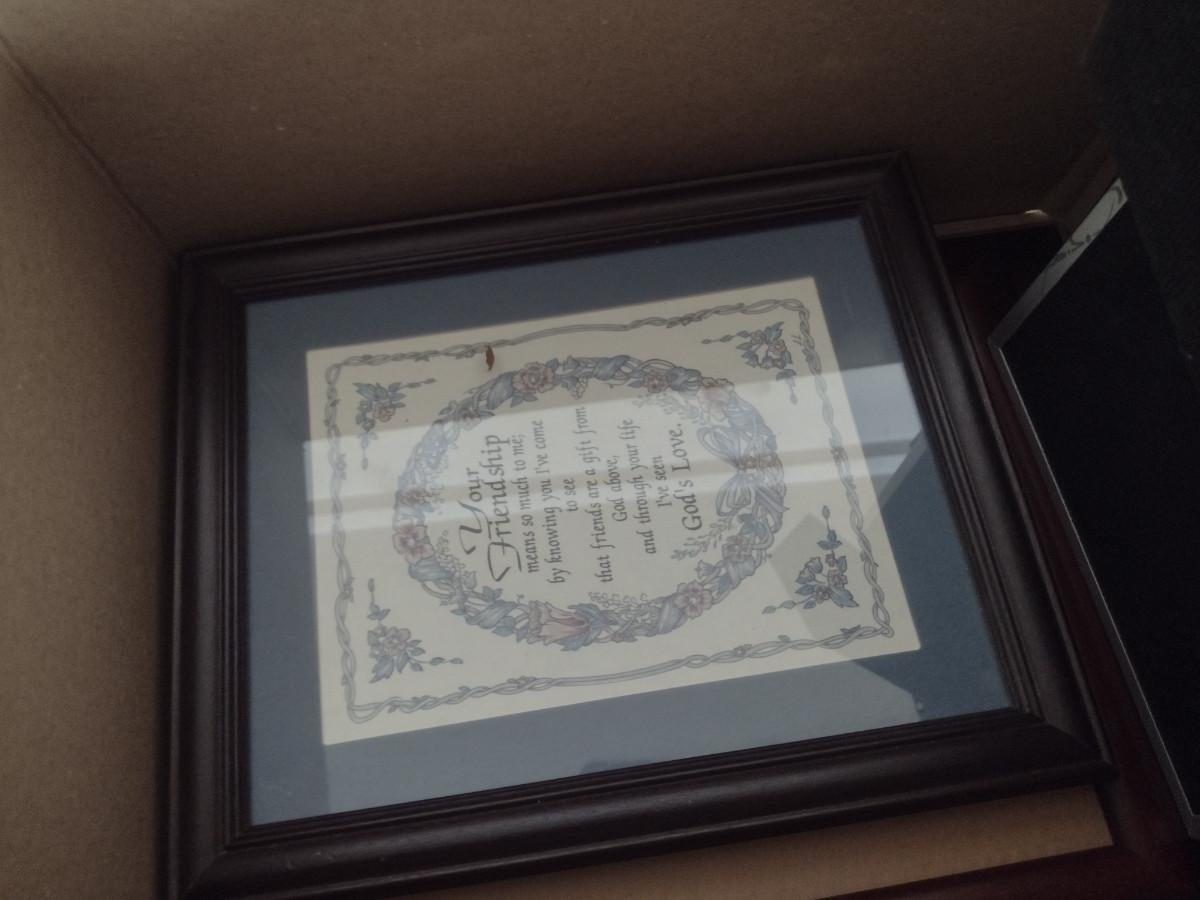 Your
Friendship
means so much to me;
by knowing you I've come
to see
that friends are a gift from
God above,
and through your life
I've seen
God's Love.